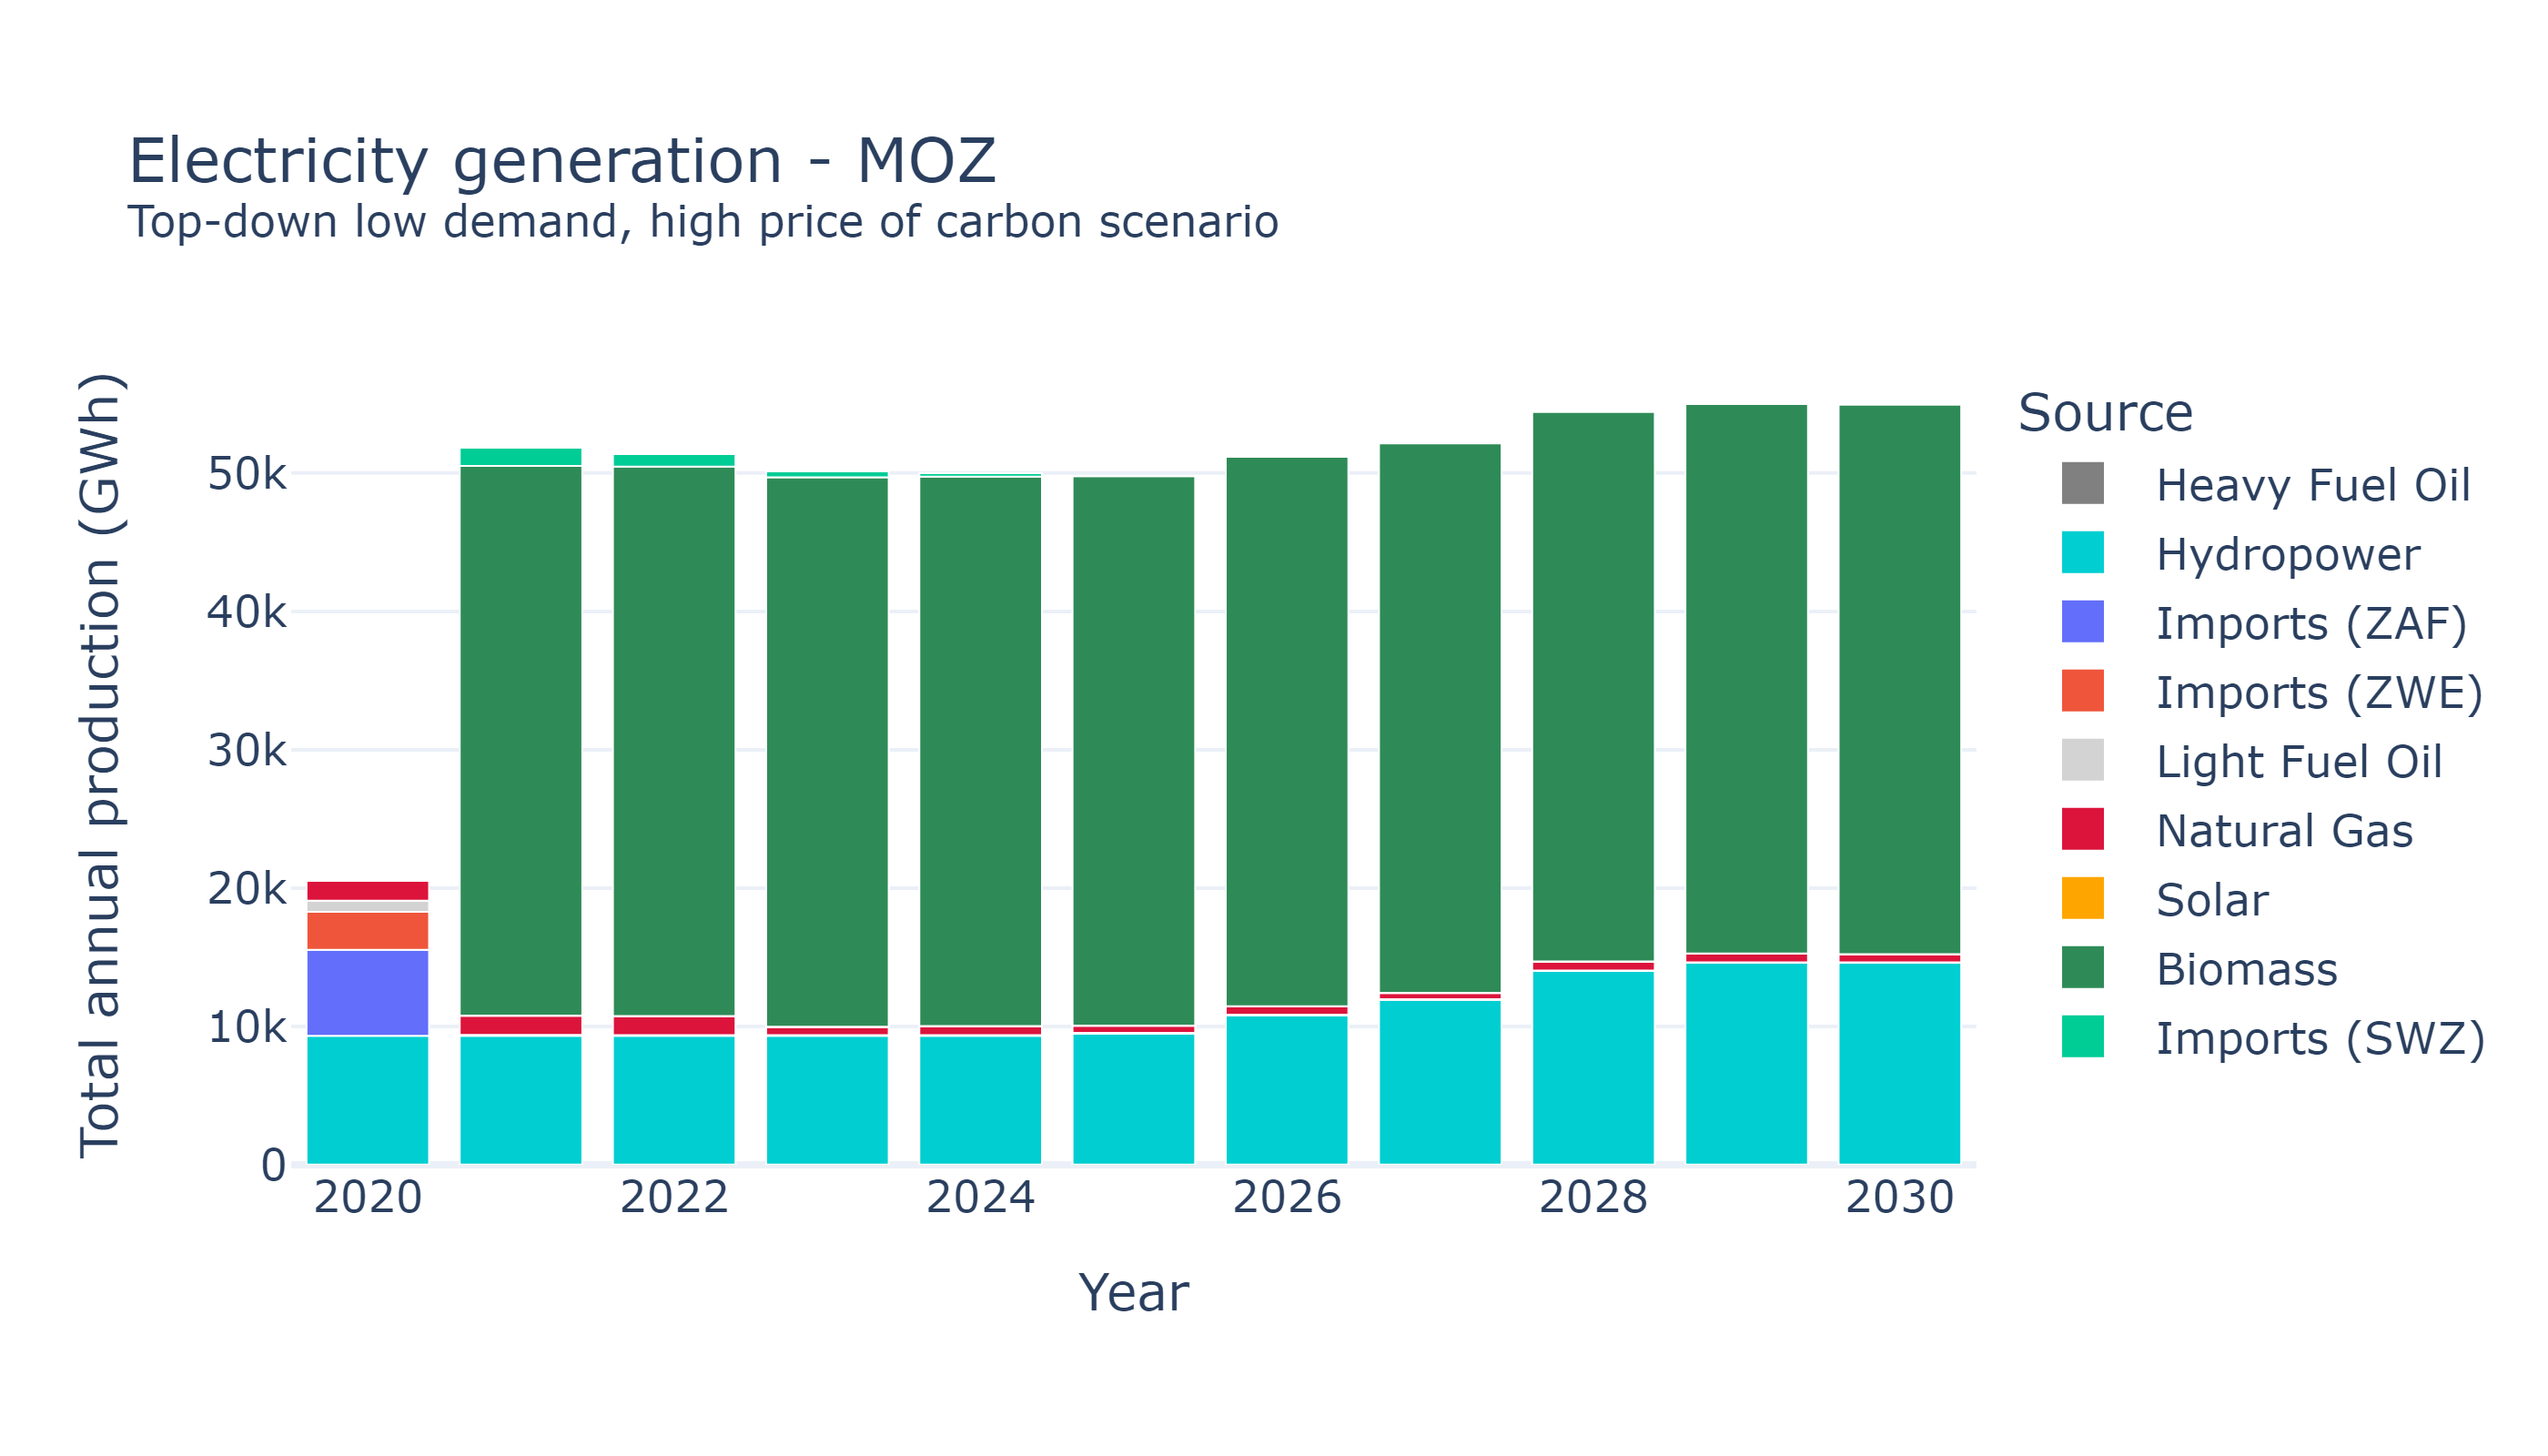 Electricity generation - MOZ
Top-down low demand, high price of carbon scenario
Total annual production (GWh)
50k
40k
30k
20k
10k
0
2020
2022
2024
2026
2028
2030
Year
Source
Heavy Fuel Oil
Hydropower
Imports (ZAF)
Imports (ZWE)
Light Fuel Oil
Natural Gas
Solar
Biomass
Imports (SWZ)